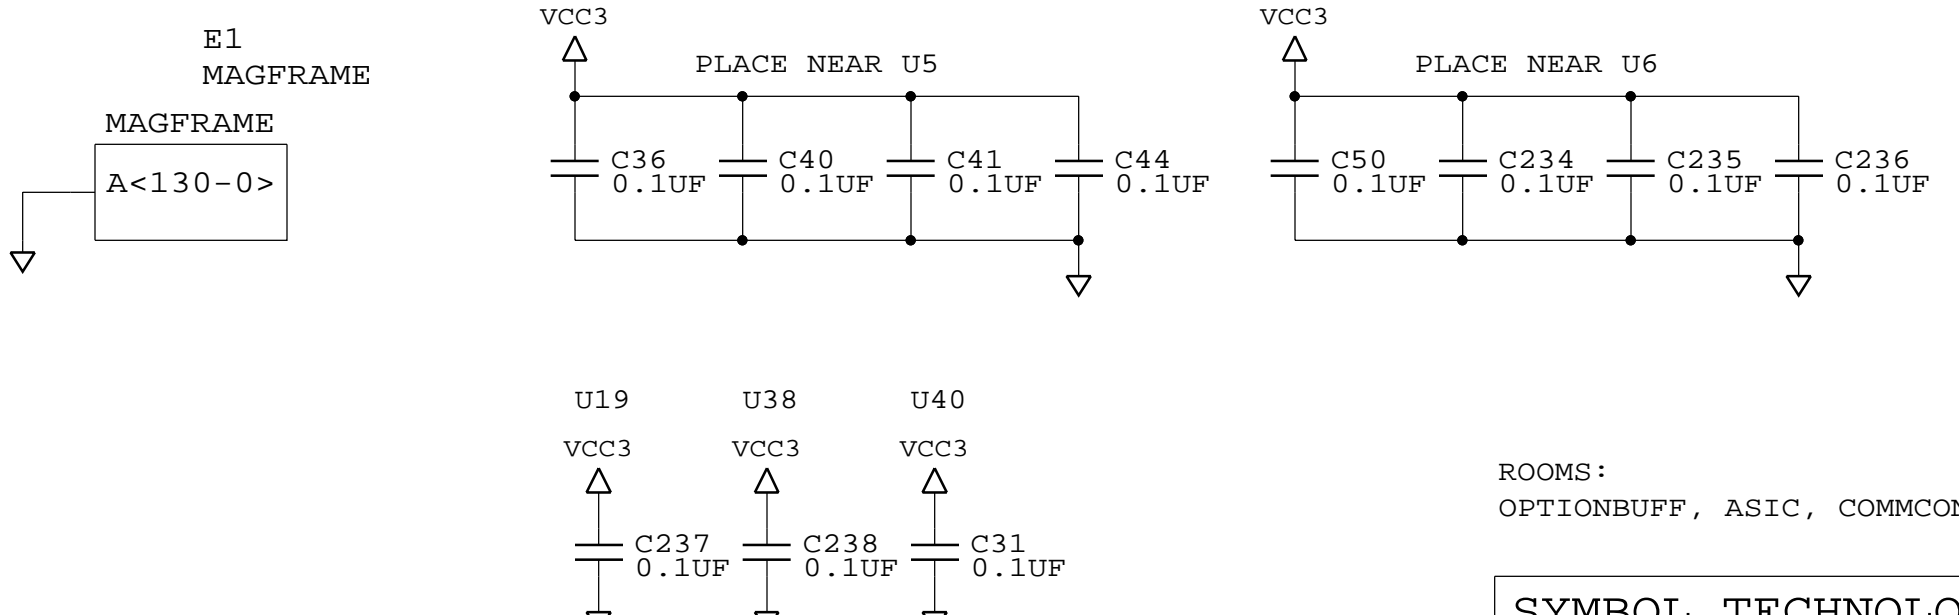 E1
MAGFRAME
MAGFRAME
A<130-0>
VCC3
PLACE NEAR U5
C36
0.1UF
C40
0.1UF
C41
0.1UF
C44
0.1UF
VCC3
PLACE NEAR U6
C50
0.1UF
C234
0.1UF
C235
0.1UF
C236
0.1UF
U19
VCC3
C237
0.1UF
U38
VCC3
C238
0.1UF
U40
VCC3
C31
0.1UF
ROOMS:
OPTIONBUFF, ASIC,
SYMBOL